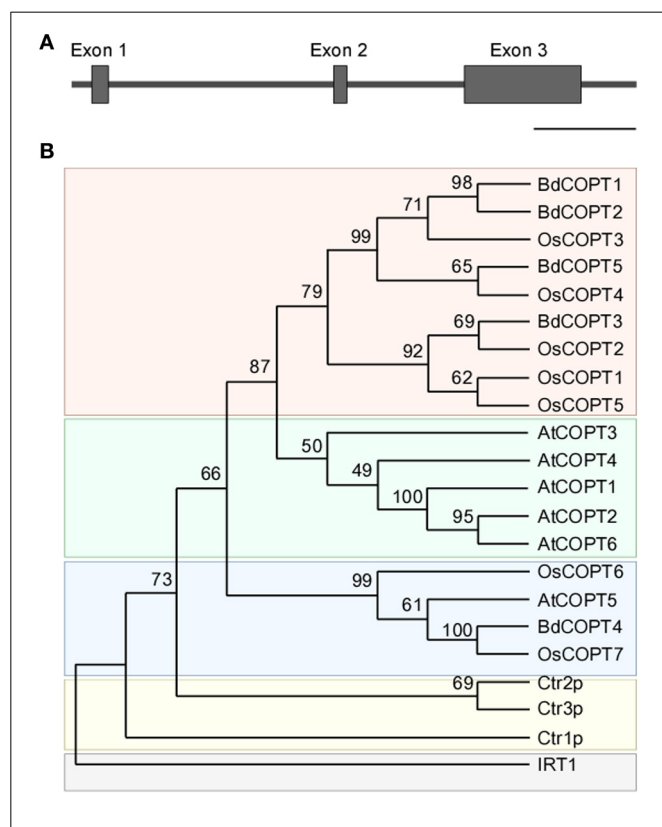 A
Exon 1 Exon 2 Exon 3
B
98 BdCOPT1
71 BdCOPT2
99 OsCOPT3
65 BdCOPT5
79 OsCOPT4
69 BdCOPT3
92 OsCOPT2
62 OsCOPT1
87 OsCOPT5
50 AtCOPT3
49 AtCOPT4
66 100 AtCOPT1
95 AtCOPT2
AtCOPT6
73 99 OsCOPT6
61 AtCOPT5
100 BdCOPT4
OsCOPT7
69 Ctr2p
Ctr3p
Ctr1p
IRT1